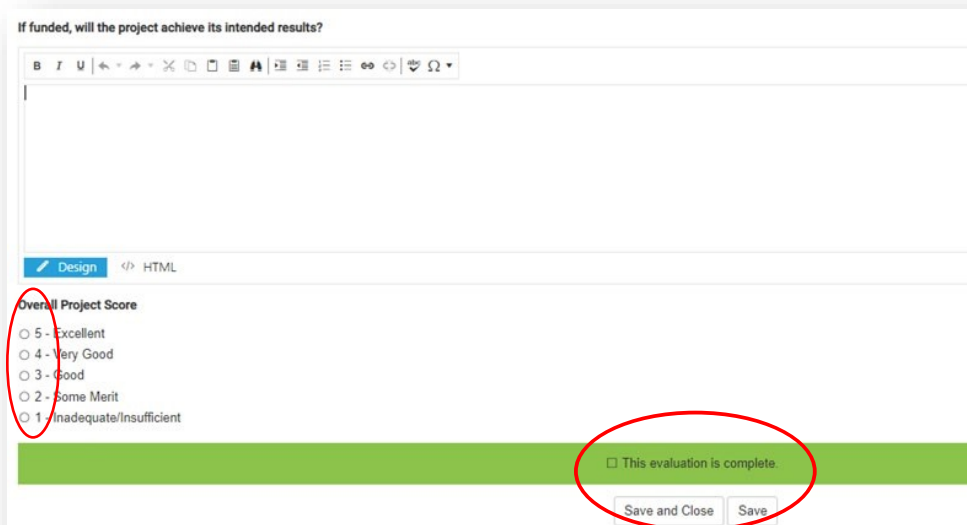 If funded, will the project achieve its intended results?
B I U abc Ω
Design </> HTML
Overall Project Score
5 - Excellent
4 - Very Good
3 - Good
2 - Some Merit
1 - Inadequate/Insufficient
This evaluation is complete.
Save and Close Save